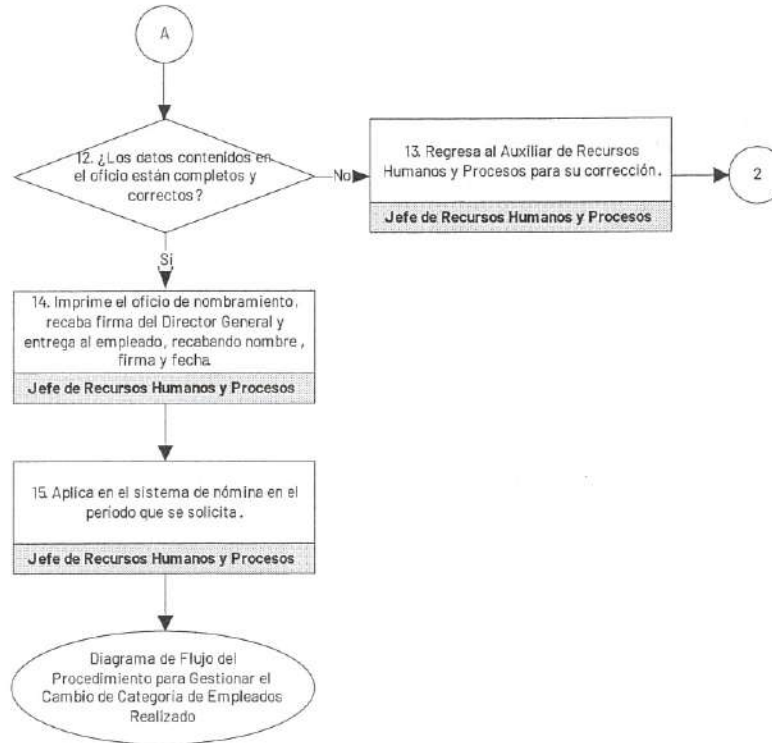 A
12. ¿Los datos contenidos en
el oficio están completos y
correctos?
No
13. Regresa al Auxiliar de Recursos
Humanos y Procesos para su corrección.
Jefe de Recursos Humanos y Procesos
2
Si
14. Imprime el oficio de nombramiento,
recaba firma del Director General y
entrega al empleado, recabando nombre,
firma y fecha
Jefe de Recursos Humanos y Procesos
15. Aplica en el sistema de nómina en el
periodo que se solicita.
Jefe de Recursos Humanos y Procesos
Diagrama de Flujo del
Procedimiento para Gestionar el
Cambio de Categoría de Empleados
Realizado